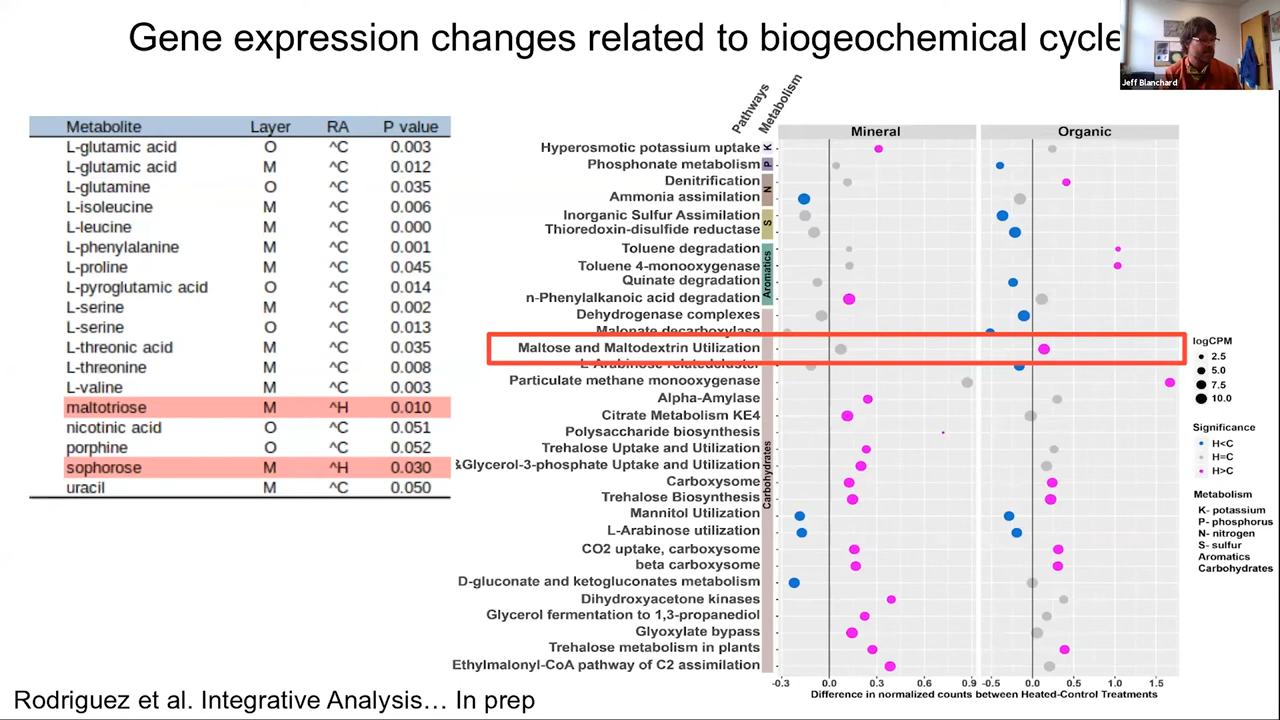 Gene expression changes related to biogeochemical cycle
Jeff Blanchard
Metabolite Layer RA P value
L-glutamic acid O ^C 0.003
L-glutamic acid M ^C 0.012
L-glutamine O ^C 0.035
L-isoleucine M ^C 0.006
L-leucine M ^C 0.000
L-phenylalanine M ^C 0.001
L-proline M ^C 0.045
L-pyroglutamic acid O ^C 0.014
L-serine M ^C 0.002
L-serine O ^C 0.013
L-threonic acid M ^C 0.035
L-threonine M ^C 0.008
L-valine M ^C 0.003
maltotriose M ^H 0.010
nicotinic acid O ^C 0.051
porphine O ^C 0.052
sophorose M ^H 0.030
uracil M ^C 0.050
Pathways
Metabolism
Mineral Organic
Hyperosmotic potassium uptake
Phosphonate metabolism
Denitrification
Ammonia assimilation
Inorganic Sulfur Assimilation
Thioredoxin-disulfide reductase
Toluene degradation
Toluene 4-monooxygenase
Quinate degradation
n-Phenylalkanoic acid degradation
Dehydrogenase complexes
Malonate decarboxylase
Maltose and Maltodextrin Utilization
L-Arabinose relatedcluster
Particulate methane monooxygenase
Alpha-Amylase
Citrate Metabolism KE4
Polysaccharide biosynthesis
Trehalose Uptake and Utilization
&Glycerol-3-phosphate Uptake and Utilization
Carboxysome
Trehalose Biosynthesis
Mannitol Utilization
L-Arabinose utilization
CO2 uptake, carboxysome
beta carboxysome
D-gluconate and ketogluconates metabolism
Dihydroxyacetone kinases
Glycerol fermentation to 1,3-propanediol
Glyoxylate bypass
Trehalose metabolism in plants
Ethylmalonyl-CoA pathway of C2 assimilation
K
P
N
S
Aromatics
Carbohydrates
-0.3 0.0 0.3 0.6 0.9 -0.5 0.0 0.5 1.0 1.5
Difference in normalized counts between Heated-Control Treatments
logCPM
2.5
5.0
7.5
10.0
Significance
H<C
H=C
H>C
Metabolism
K- potassium
P- phosphorus
N- nitrogen
S- sulfur
Aromatics
Carbohydrates
Rodriguez et al. Integrative Analysis… In prep